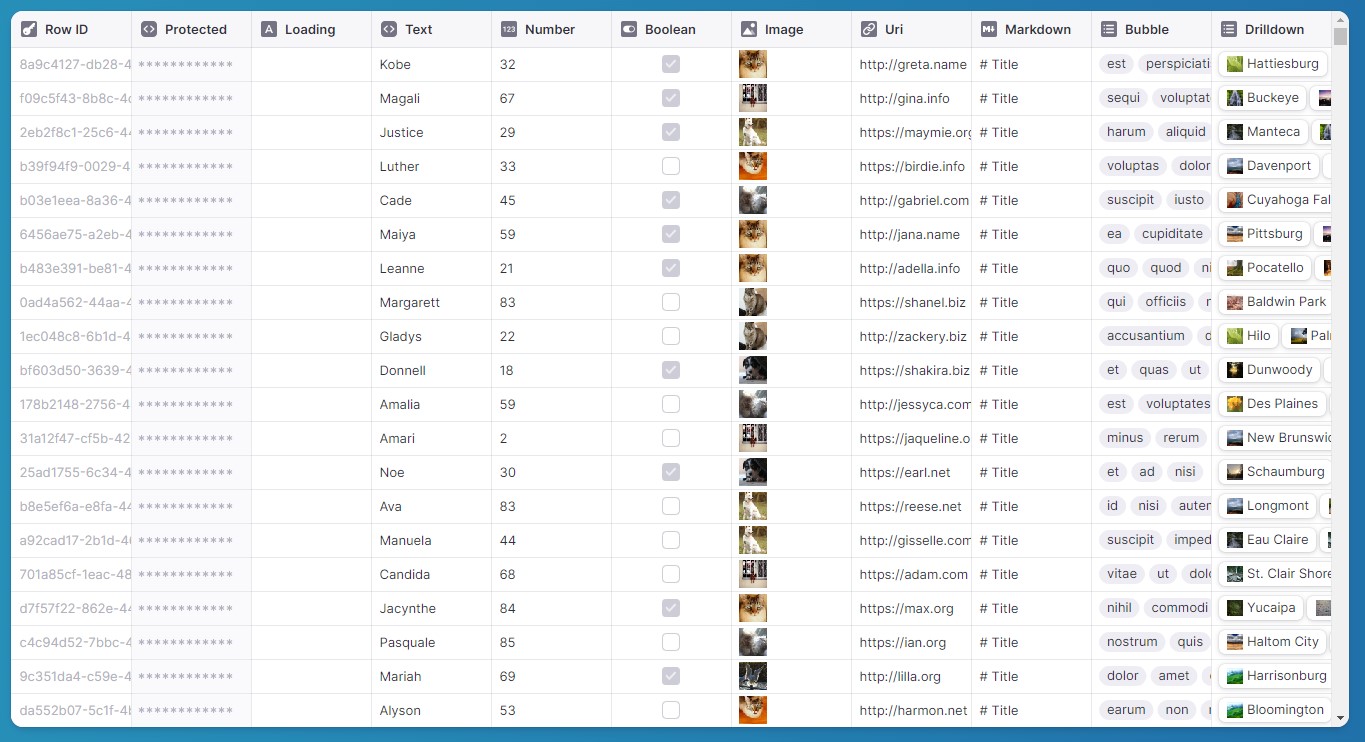 Row ID Protected A Loading Text 123 Number Boolean Image Uri M Markdown Bubble Drilldown
8a9c4127-db28-4 ************ Kobe 32 http://greta.name # Title est perspiciati Hattiesburg
f09c5f43-8b8c-4c ************ Magali 67 http://gina.info # Title sequi voluptat Buckeye
2eb2f8c1-25c6-44 ************ Justice 29 https://maymie.org # Title harum aliquid Manteca
b39f94f9-0029-4 ************ Luther 33 https://birdie.info # Title voluptas dolor Davenport
b03e1eea-8a36-4 ************ Cade 45 http://gabriel.com # Title suscipit iusto Cuyahoga Fal
6456ae75-a2eb-4 ************ Maiya 59 http://jana.name # Title ea cupiditate Pittsburg
b483e391-be81-4 ************ Leanne 21 http://adella.info # Title quo quod ni Pocatello
0ad4a562-44aa-4 ************ Margarett 83 https://shanel.biz # Title qui officiis Baldwin Park
1ec048c8-6b1d-4 ************ Gladys 22 http://zackery.biz # Title accusantium Hilo Pal
bf603d50-3639-4 ************ Donnell 18 https://shakira.biz # Title et quas ut Dunwoody
178b2148-2756-4 ************ Amalia 59 http://jessyca.com # Title est voluptates Des Plaines
31a12f47-cf5b-42 ************ Amari 2 https://jaqueline.o # Title minus rerum New Brunswic
25ad1755-6c34-4 ************ Noe 30 https://earl.net # Title et ad nisi Schaumburg
b8e5ef6a-e8fa-44 ************ Ava 83 https://reese.net # Title id nisi autem Longmont
a92cad17-2b1d-4 ************ Manuela 44 http://gisselle.com # Title suscipit imped Eau Claire
701a85cf-1eac-48 ************ Candida 68 https://adam.com # Title vitae ut dolo St. Clair Shore
d7f57f22-862e-44 ************ Jacynthe 84 https://max.org # Title nihil commodi Yucaipa
c4c94d52-7bbc-4 ************ Pasquale 85 https://ian.org # Title nostrum quis Haltom City
9c351da4-c59e-4 ************ Mariah 69 http://lilla.org # Title dolor amet Harrisonburg
da552b07-5c1f-4b ************ Alyson 53 http://harmon.net # Title earum non Bloomington